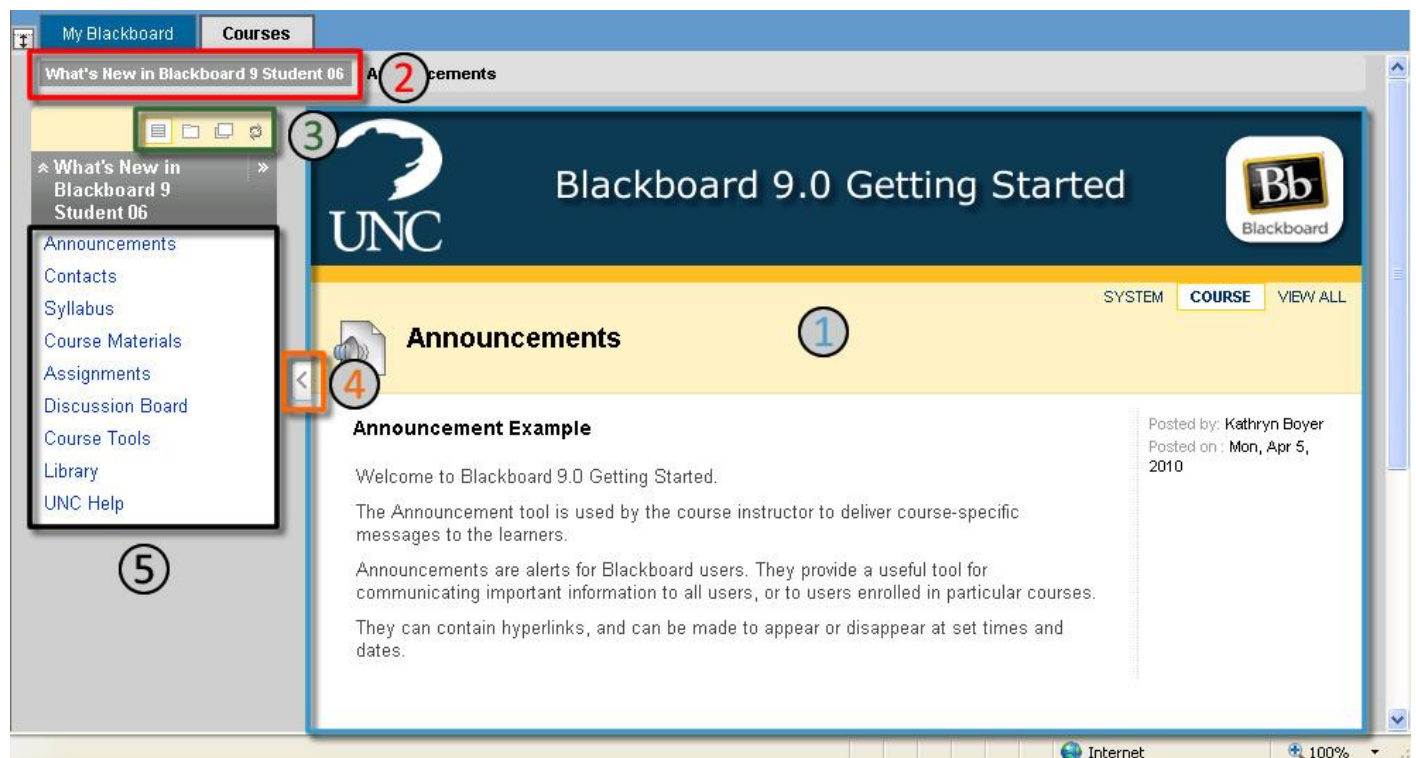 My Blackboard
Courses
What's New in Blackboard 9 Student 06
2
cements
3
What's New in
Blackboard 9
Student 06
Announcements
Contacts
Syllabus
Course Materials
Assignments
Discussion Board
Course Tools
Library
UNC Help
5
4
UNC
Blackboard 9.0 Getting Started
Bb
Blackboard
SYSTEM COURSE VIEW ALL
Announcements
1
Announcement Example
Welcome to Blackboard 9.0 Getting Started.
The Announcement tool is used by the course instructor to deliver course-specific
messages to the learners.
Announcements are alerts for Blackboard users. They provide a useful tool for
communicating important information to all users, or to users enrolled in particular courses.
They can contain hyperlinks, and can be made to appear or disappear at set times and
dates.
Posted by: Kathryn Boyer
Posted on : Mon, Apr 5,
2010
Internet
100%